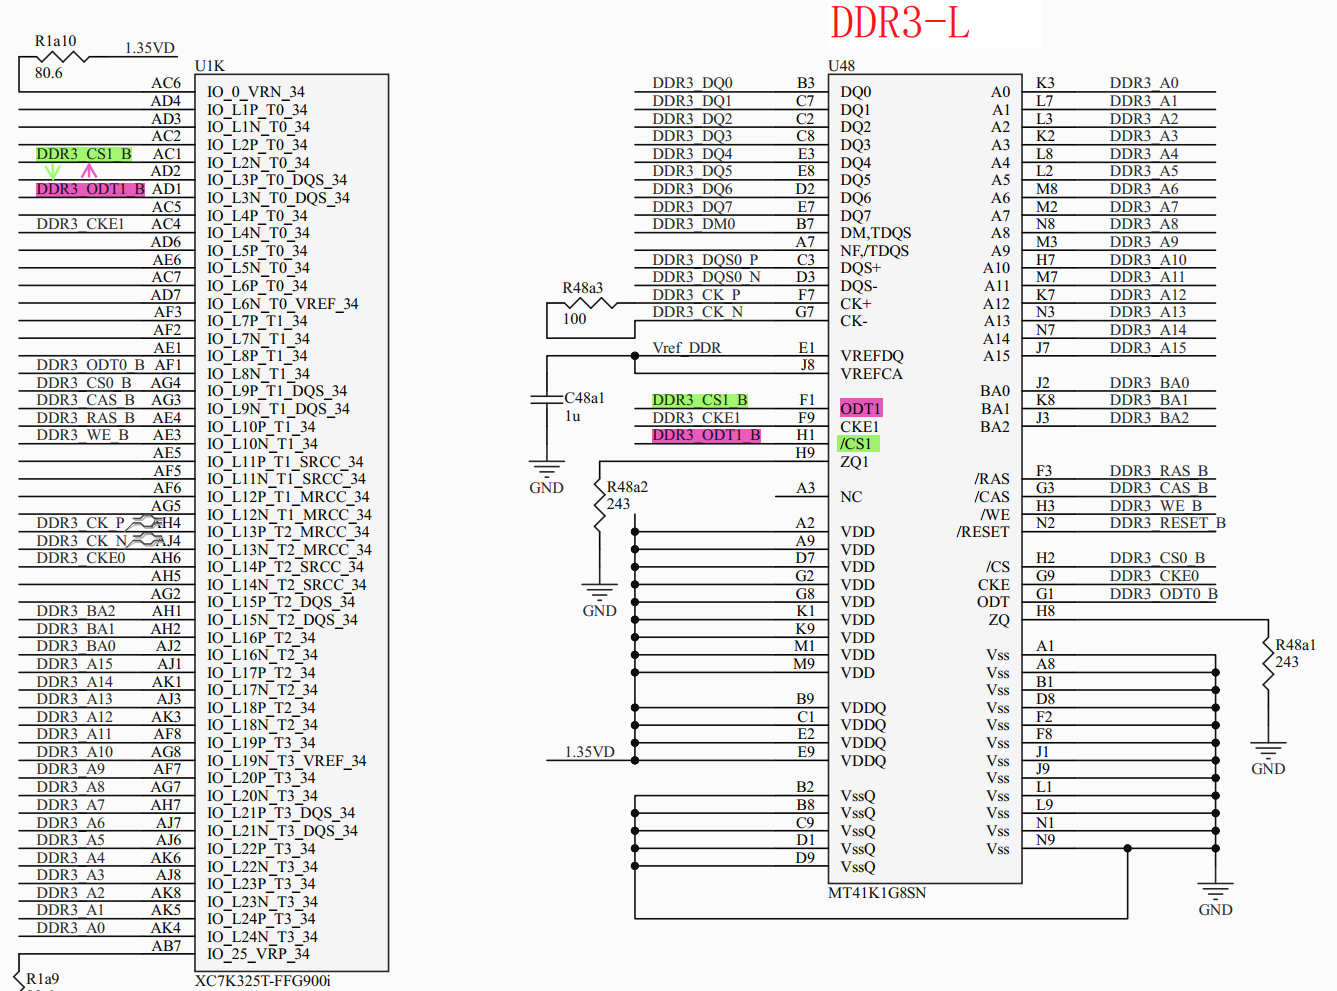 DDR3-L
R1a10
1.35VD
80.6
U1K
AC6 IO_0_VRN_34
AD4 IO_L1P_T0_34
AD3 IO_L1N_T0_34
AC2 IO_L2P_T0_34
DDR3_CS1_B AC1 IO_L2N_T0_34
AD2 IO_L3P_T0_DQS_34
DDR3_ODT1_B AD1 IO_L3N_T0_DQS_34
AC5 IO_L4P_T0_34
DDR3_CKE1 AC4 IO_L4N_T0_34
AD6 IO_L5P_T0_34
AE6 IO_L5N_T0_34
AC7 IO_L6P_T0_34
AD7 IO_L6N_T0_VREF_34
AF3 IO_L7P_T1_34
AF2 IO_L7N_T1_34
AE1 IO_L8P_T1_34
DDR3_ODT0_B AF1 IO_L8N_T1_34
DDR3_CS0_B AG4 IO_L9P_T1_DQS_34
DDR3_CAS_B AG3 IO_L9N_T1_DQS_34
DDR3_RAS_B AE4 IO_L10P_T1_34
DDR3_WE_B AE3 IO_L10N_T1_34
AE5 IO_L11P_T1_SRCC_34
AF5 IO_L11N_T1_SRCC_34
AF6 IO_L12P_T1_MRCC_34
AG5 IO_L12N_T1_MRCC_34
DDR3_CK_P AH4 IO_L13P_T2_MRCC_34
DDR3_CK_N AJ4 IO_L13N_T2_MRCC_34
DDR3_CKE0 AH6 IO_L14P_T2_SRCC_34
AH5 IO_L14N_T2_SRCC_34
AG2 IO_L15P_T2_DQS_34
DDR3_BA2 AH1 IO_L15N_T2_DQS_34
DDR3_BA1 AH2 IO_L16P_T2_34
DDR3_BA0 AJ2 IO_L16N_T2_34
DDR3_A15 AJ1 IO_L17P_T2_34
DDR3_A14 AK1 IO_L17N_T2_34
DDR3_A13 AJ3 IO_L18P_T2_34
DDR3_A12 AK3 IO_L18N_T2_34
DDR3_A11 AF8 IO_L19P_T3_34
DDR3_A10 AG8 IO_L19N_T3_VREF_34
DDR3_A9 AF7 IO_L20P_T3_34
DDR3_A8 AG7 IO_L20N_T3_34
DDR3_A7 AH7 IO_L21P_T3_DQS_34
DDR3_A6 AJ7 IO_L21N_T3_DQS_34
DDR3_A5 AJ6 IO_L22P_T3_34
DDR3_A4 AK6 IO_L22N_T3_34
DDR3_A3 AJ8 IO_L23P_T3_34
DDR3_A2 AK8 IO_L23N_T3_34
DDR3_A1 AK5 IO_L24P_T3_34
DDR3_A0 AK4 IO_L24N_T3_34
AB7 IO_25_VRP_34
R1a9
XC7K325T-FFG900i
U48
DDR3_DQ0 B3 DQ0 A0 K3 DDR3_A0
DDR3_DQ1 C7 DQ1 A1 L7 DDR3_A1
DDR3_DQ2 C2 DQ2 A2 L3 DDR3_A2
DDR3_DQ3 C8 DQ3 A3 K2 DDR3_A3
DDR3_DQ4 E3 DQ4 A4 L8 DDR3_A4
DDR3_DQ5 E8 DQ5 A5 L2 DDR3_A5
DDR3_DQ6 D2 DQ6 A6 M8 DDR3_A6
DDR3_DQ7 E7 DQ7 A7 M2 DDR3_A7
DDR3_DM0 B7 DM,TDQS A8 N8 DDR3_A8
A7 NF,/TDQS A9 M3 DDR3_A9
DDR3_DQS0_P C3 DQS+ A10 H7 DDR3_A10
DDR3_DQS0_N D3 DQS- A11 M7 DDR3_A11
R48a3
100
DDR3_CK_P F7 CK+ A12 K7 DDR3_A12
DDR3_CK_N G7 CK- A13 N3 DDR3_A13
A14 N7 DDR3_A14
Vref_DDR E1 VREFDQ A15 J7 DDR3_A15
J8 VREFCA
C48a1
1u
GND
BA0 J2 DDR3_BA0
DDR3_CS1_B F1 ODT1 BA1 K8 DDR3_BA1
DDR3_CKE1 F9 CKE1 BA2 J3 DDR3_BA2
DDR3_ODT1_B H1 /CS1
H9 ZQ1
R48a2
243
GND
/RAS F3 DDR3_RAS_B
A3 NC /CAS G3 DDR3_CAS_B
/WE H3 DDR3_WE_B
A2 VDD /RESET N2 DDR3_RESET_B
A9 VDD
D7 VDD /CS H2 DDR3_CS0_B
G2 VDD CKE G9 DDR3_CKE0
G8 VDD ODT G1 DDR3_ODT0_B
K1 VDD ZQ H8
K9 VDD
R48a1
243
GND
M1 VDD Vss A1
M9 VDD Vss A8
Vss B1
B9 VDDQ Vss D8
C1 VDDQ Vss F2
E2 VDDQ Vss F8
1.35VD E9 VDDQ Vss J1
Vss J9
B2 VssQ Vss L1
B8 VssQ Vss L9
C9 VssQ Vss N1
D1 VssQ Vss N9
D9 VssQ
GND
MT41K1G8SN